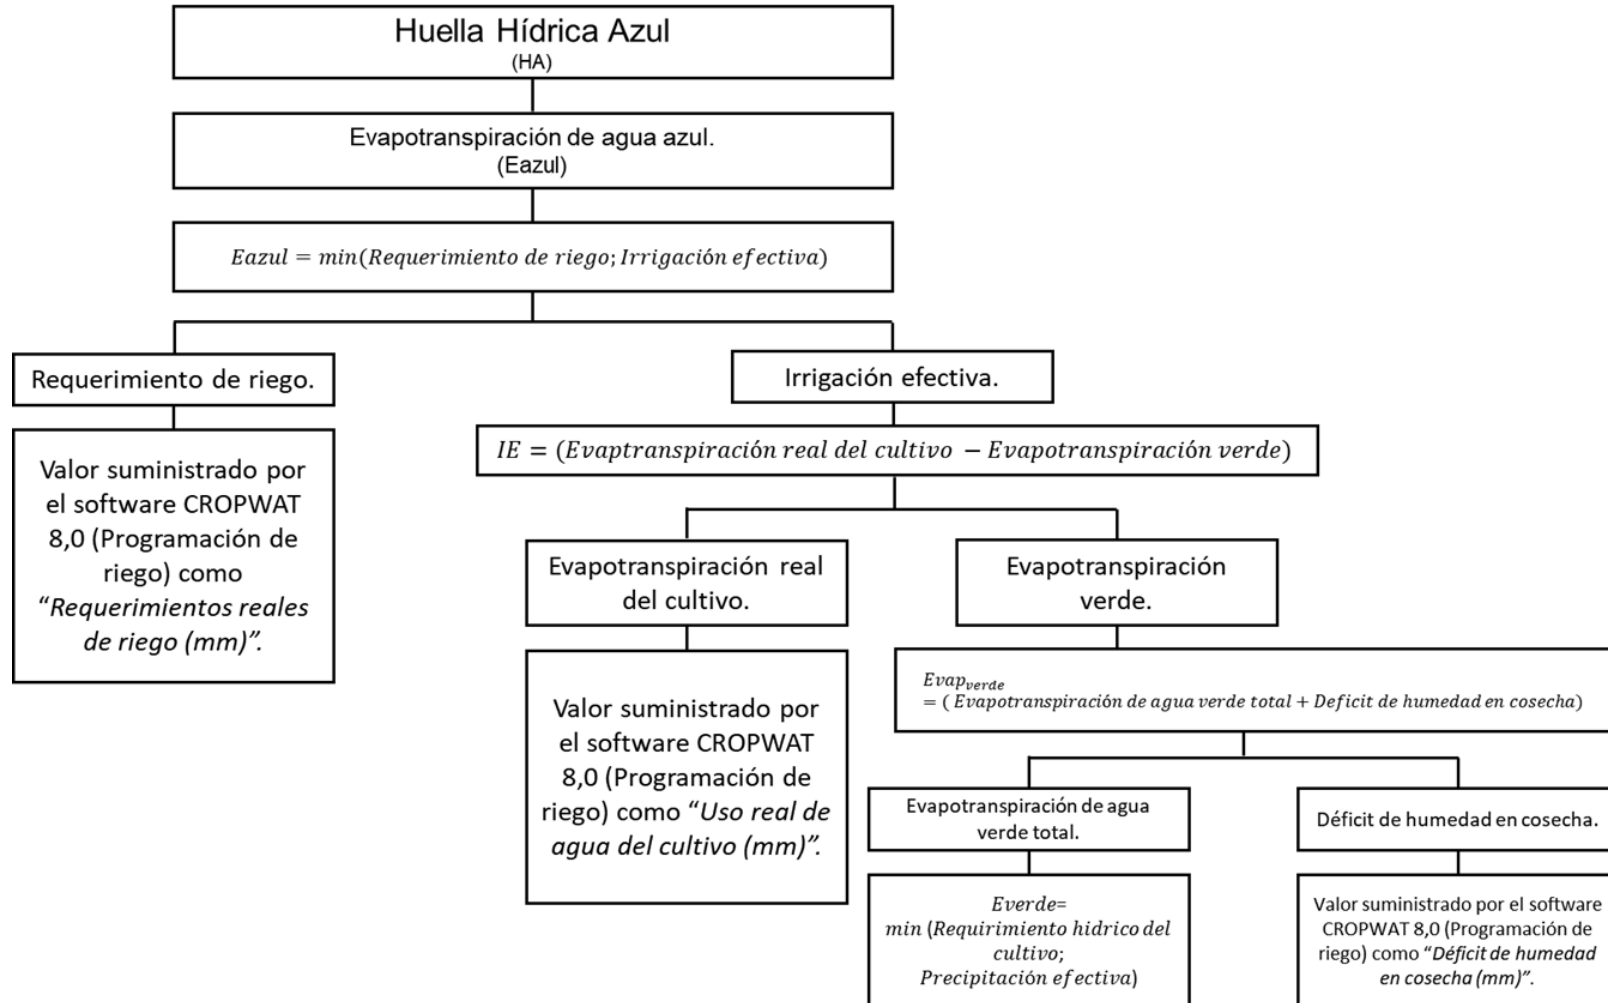 Huella Hídrica Azul
(HA)
Evapotranspiración de agua azul.
(Eazul)
Eazul = min(Requerimiento de riego; Irrigación efectiva)
Requerimiento de riego.
Irrigación efectiva.
Valor suministrado por
el software CROPWAT
8,0 (Programación de
riego) como
“Requerimientos reales
de riego (mm)”.
IE = (Evaptranspiración real del cultivo − Evapotranspiración verde)
Evapotranspiración real
del cultivo.
Evapotranspiración
verde.
Valor suministrado por
el software CROPWAT
8,0 (Programación de
riego) como “Uso real de
agua del cultivo (mm)”.
Evapverde
= ( Evapotranspiración de agua verde total + Deficit de humedad en cosecha)
Evapotranspiración de agua
verde total.
Déficit de humedad en cosecha.
Everde=
min (Requirimiento hidrico del
cultivo;
Precipitación efectiva)
Valor suministrado por el software
CROPWAT 8,0 (Programación de
riego) como “Déficit de humedad
en cosecha (mm)”.